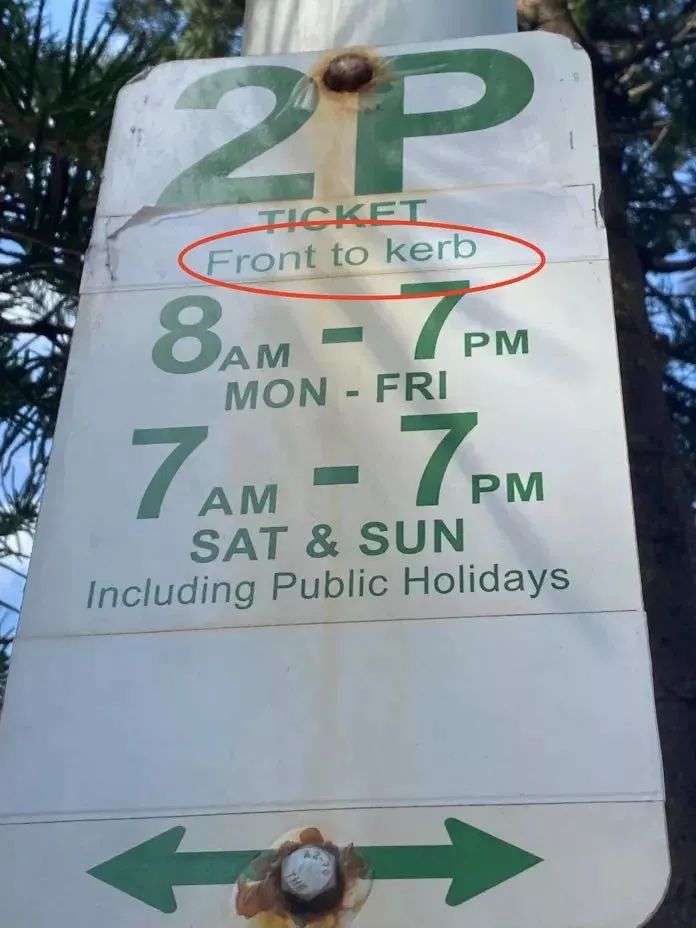 2P
TICKET
Front to kerb
8AM - 7PM
MON - FRI
7AM - 7PM
SAT & SUN
Including Public Holidays